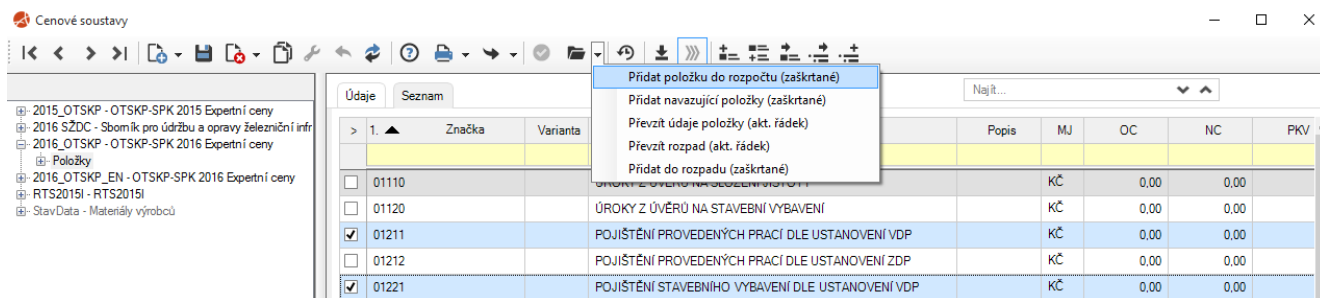 Cenové soustavy
Přidat položku do rozpočtu (zaškrtané)
Přidat navazující položky (zaškrtané)
Převzít údaje položky (akt. řádek)
Převzít rozpad (akt. řádek)
Přidat do rozpadu (zaškrtané)
2015_OTSKP - OTSKP-SPK 2015 Expertní ceny
2016 SŽDC - Sborník pro údržbu a opravy železniční infr
2016_OTSKP - OTSKP-SPK 2016 Expertní ceny
Položky
2016_OTSKP_EN - OTSKP-SPK 2016 Expertní ceny
RTS2015I - RTS2015I
StavData - Materiály výrobců
Údaje Seznam Najít...
> 1. Značka Varianta Popis MJ OC NC PKV
01110 KČ 0,00 0,00
01120 ÚROKY Z ÚVĚRŮ NA STAVEBNÍ VYBAVENÍ KČ 0,00 0,00
01211 POJIŠTĚNÍ PROVEDENÝCH PRACÍ DLE USTANOVENÍ VDP KČ 0,00 0,00
01212 POJIŠTĚNÍ PROVEDENÝCH PRACÍ DLE USTANOVENÍ ZDP KČ 0,00 0,00
01221 POJIŠTĚNÍ STAVEBNÍHO VYBAVENÍ DLE USTANOVENÍ VDP KČ 0,00 0,00